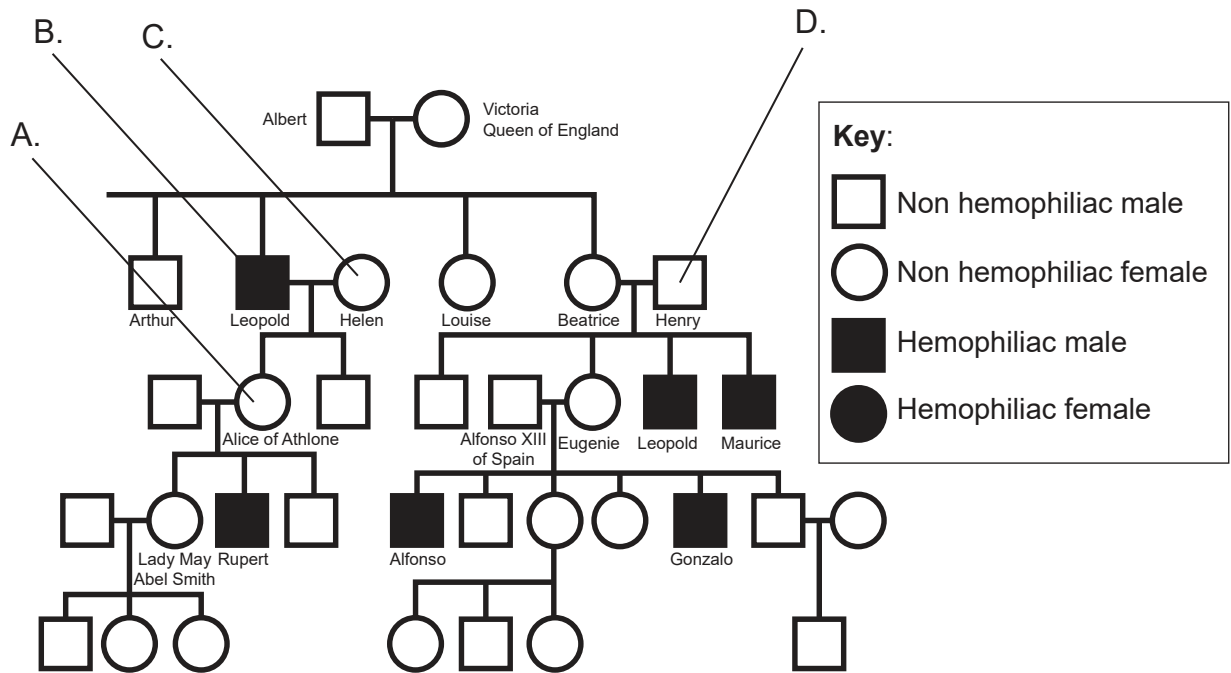 B.
C.
D.
A.
Albert
Victoria
Queen of England
Key:
Non hemophiliac male
Non hemophiliac female
Hemophiliac male
Hemophiliac female
Arthur
Leopold
Helen
Louise
Beatrice
Henry
Alice of Athlone
Alfonso XIII
of Spain
Eugenie
Leopold
Maurice
Lady May
Abel Smith
Rupert
Alfonso
Gonzalo